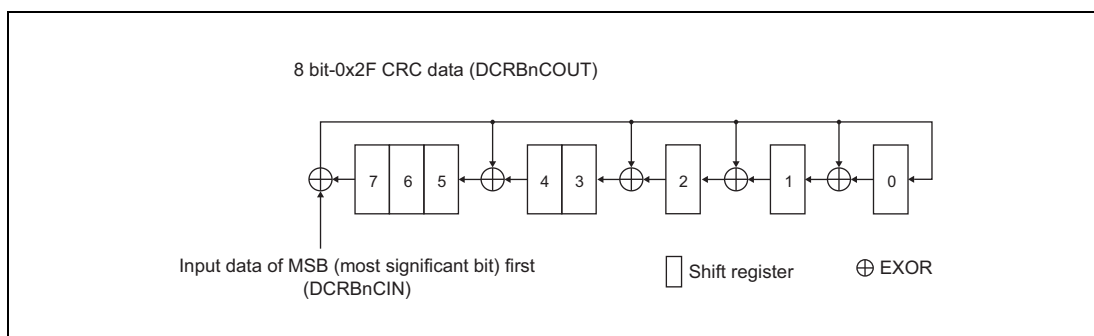 8 bit-0x2F CRC data (DCRBnCOUT)
7 6 5 4 3 2 1 0
Input data of MSB (most significant bit) first
(DCRBnCIN)
Shift register
EXOR